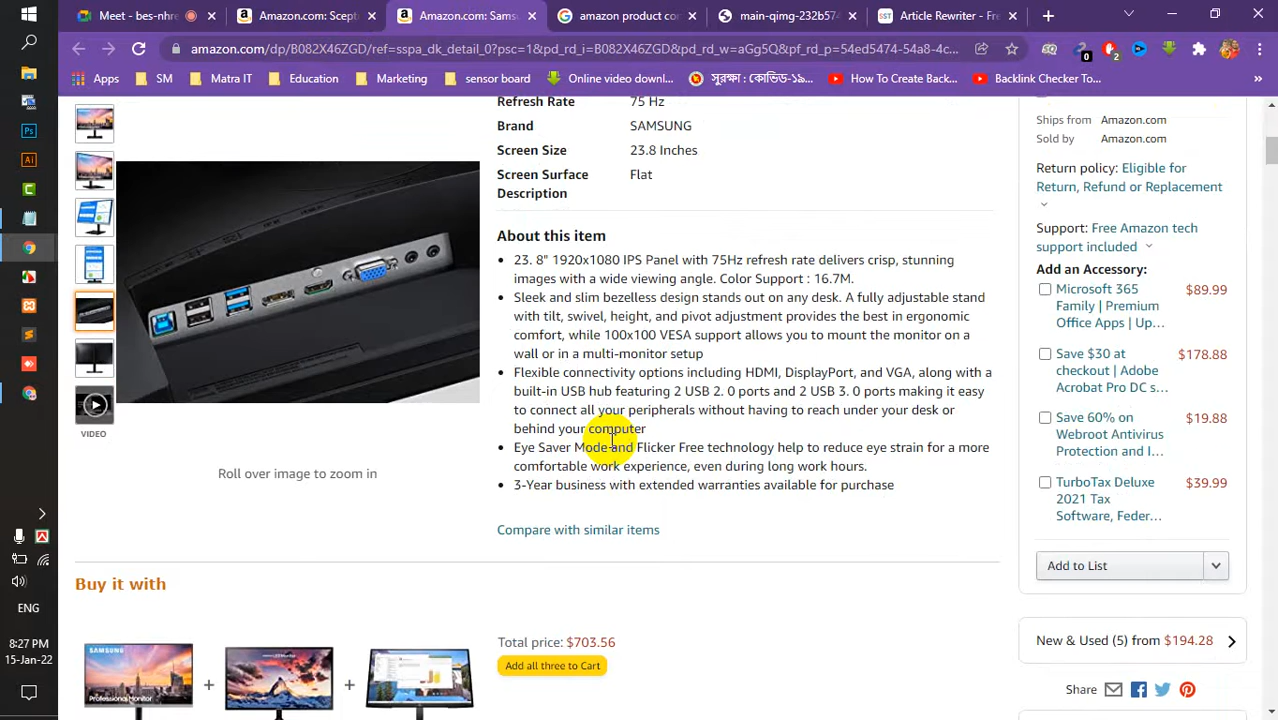 Meet - bes-nhre
Amazon.com: Scept
Amazon.com: Sams
product image of con
main-qimg-232b574
Article Rewriter - Fre
amazon.com/dp/B082X46ZGD/ref=sspa_dk_detail_0?psc=1&pd_rd_i=B082X46ZGD&pd_rd_w=aGg5Q&pf_rd_p=54ed5474-54a8-4c...
0
2
Apps
SM
Matra IT
Education
Marketing
sensor board
Online video downl...
সুরক্ষা : কোভিড-১৯...
How To Create Back...
Backlink Checker To...
»
Refresh Rate 75 Hz
Brand SAMSUNG
Screen Size 23.8 Inches
Screen Surface Flat
Description
About this item
• 23. 8" 1920x1080 IPS Panel with 75Hz refresh rate delivers crisp, stunning
images with a wide viewing angle. Color Support : 16.7M.
• Sleek and slim bezelless design stands out on any desk. A fully adjustable stand
with tilt, swivel, height, and pivot adjustment provides the best in ergonomic
comfort, while 100x100 VESA support allows you to mount the monitor on a
wall or in a multi-monitor setup
• Flexible connectivity options including HDMI, DisplayPort, and VGA, along with a
built-in USB hub featuring 2 USB 2. 0 ports and 2 USB 3. 0 ports making it easy
to connect all your peripherals without having to reach under your desk or
behind your computer
• Eye Saver Mode and Flicker Free technology help to reduce eye strain for a more
comfortable work experience, even during long work hours.
• 3-Year business with extended warranties available for purchase
Compare with similar items
VIDEO
Roll over image to zoom in
Ships from Amazon.com
Sold by Amazon.com
Return policy: Eligible for
Return, Refund or Replacement
Support: Free Amazon tech
support included
Add an Accessory:
Microsoft 365 $89.99
Family | Premium
Office Apps | Up...
Save $30 at $178.88
checkout | Adobe
Acrobat Pro DC s...
Save 60% on $19.88
Webroot Antivirus
Protection and I...
TurboTax Deluxe $39.99
2021 Tax
Software, Feder...
Add to List
New & Used (5) from $194.28
Share
Buy it with
SAMSUNG
Professional Monitor
+
+
Total price: $703.56
Add all three to Cart
Ps
Ai
ENG
8:27 PM
15-Jan-22